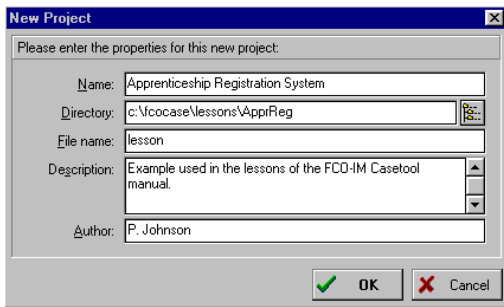 New Project
Please enter the properties for this new project:
Name: Apprenticeship Registration System
Directory: c:\fcocase\lessons\ApprReg
File name: lesson
Description: Example used in the lessons of the FCO-IM Casetool
manual.
Author: P. Johnson
OK Cancel